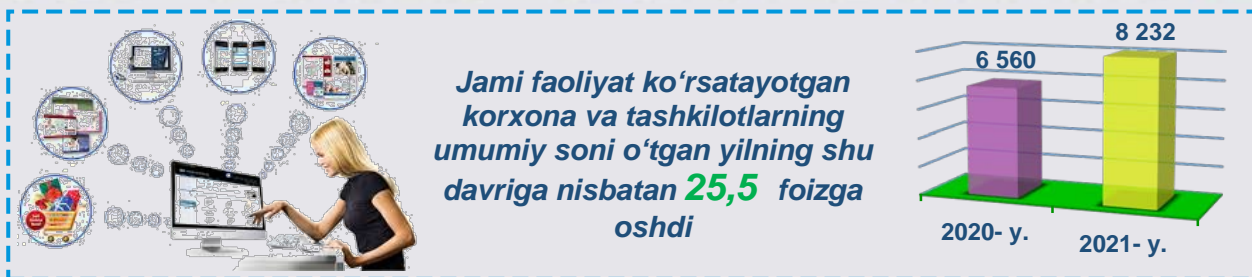 Jami faoliyat ko‘rsatayotgan
korxona va tashkilotlarning
umumiy soni o‘tgan yilning shu
davriga nisbatan 25,5 foizga
oshdi
8 232
6 560
2020- y.
2021- y.